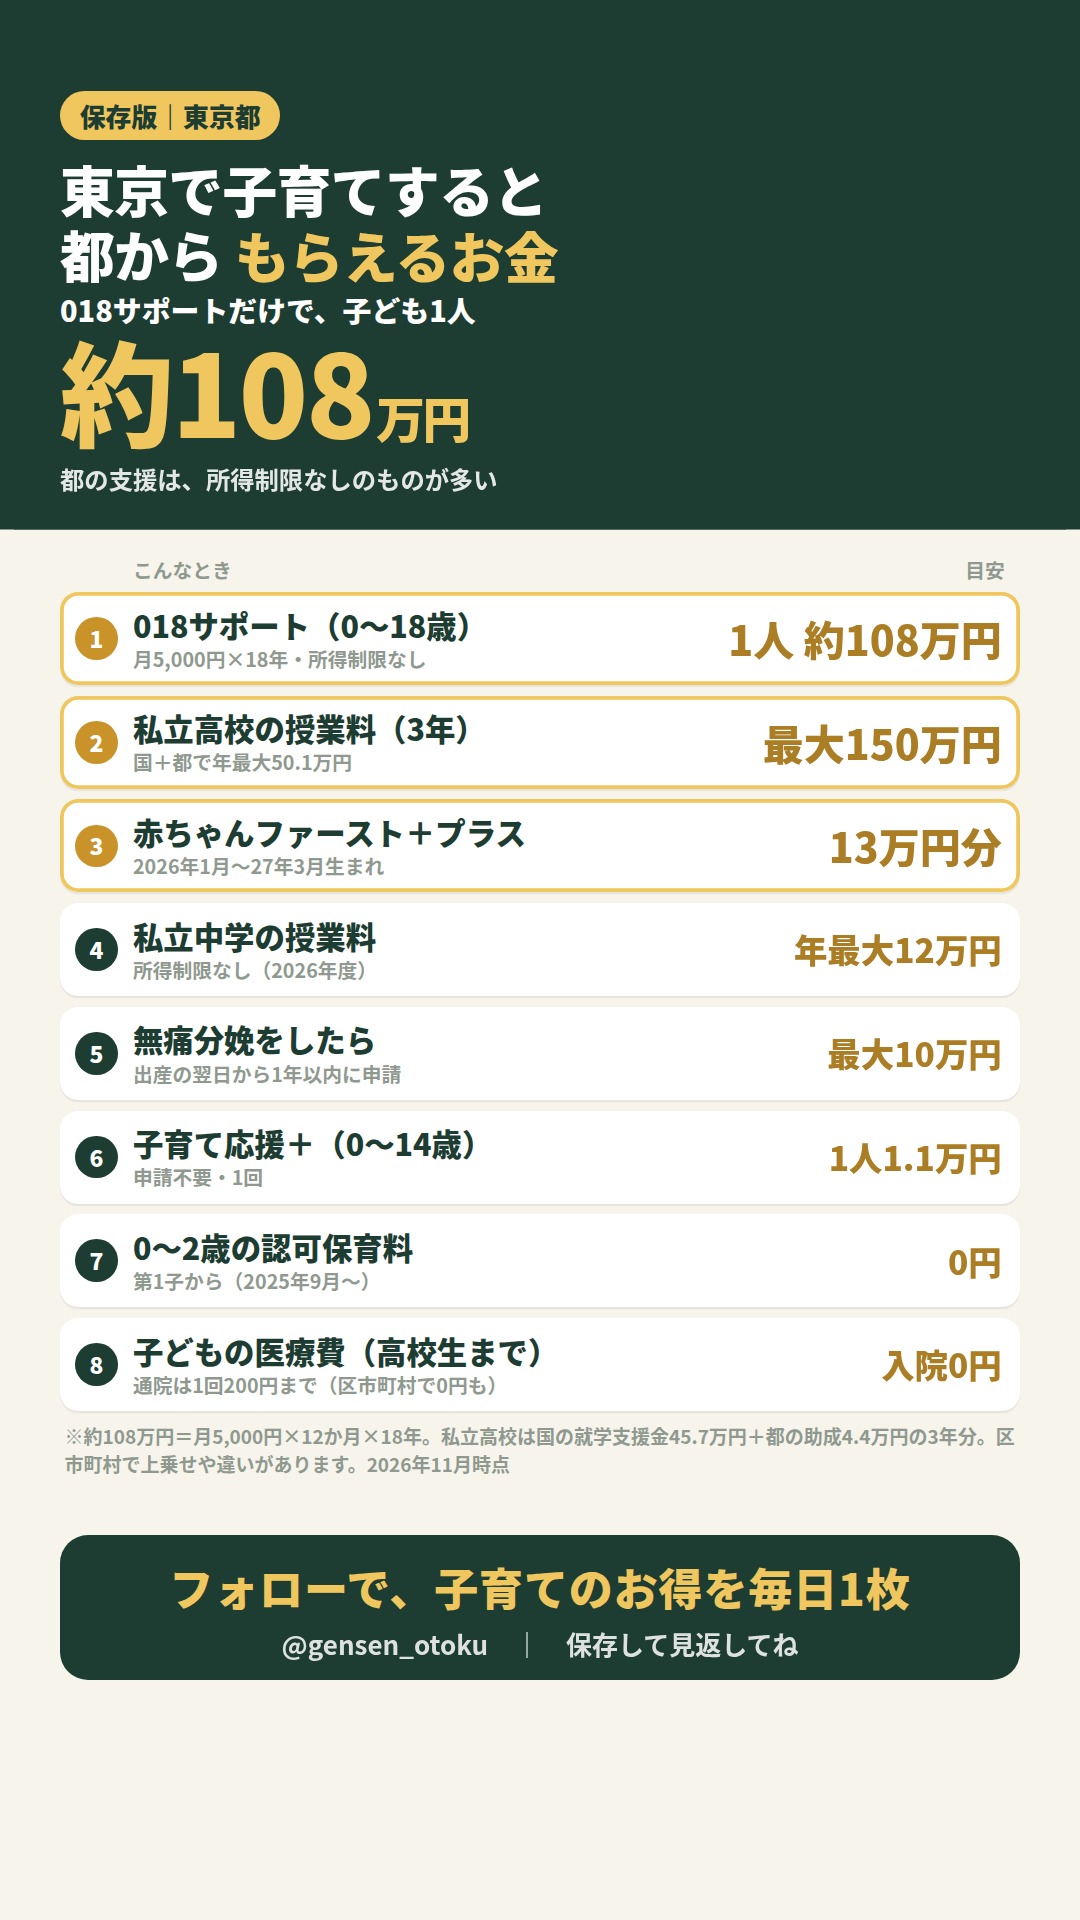 保存版｜東京都
東京で子育てすると
都から もらえるお金
018サポートだけで、子ども1人
約108万円
都の支援は、所得制限なしのものが多い
こんなとき 目安
1 018サポート（0〜18歳） 1人 約108万円
月5,000円×18年・所得制限なし
2 私立高校の授業料（3年） 最大150万円
国＋都で年最大50.1万円
3 赤ちゃんファースト＋プラス 13万円分
2026年1月〜27年3月生まれ
4 私立中学の授業料 年最大12万円
所得制限なし（2026年度）
5 無痛分娩をしたら 最大10万円
出産の翌日から1年以内に申請
6 子育て応援＋（0〜14歳） 1人1.1万円
申請不要・1回
7 0〜2歳の認可保育料 0円
第1子から（2025年9月〜）
8 子どもの医療費（高校生まで） 入院0円
通院は1回200円まで（区市町村で0円も）
※約108万円＝月5,000円×12か月×18年。私立高校は国の就学支援金45.7万円＋都の助成4.4万円の3年分。区
市町村で上乗せや違いがあります。2026年11月時点
フォローで、子育てのお得を毎日1枚
@gensen_otoku ｜ 保存して見返してね